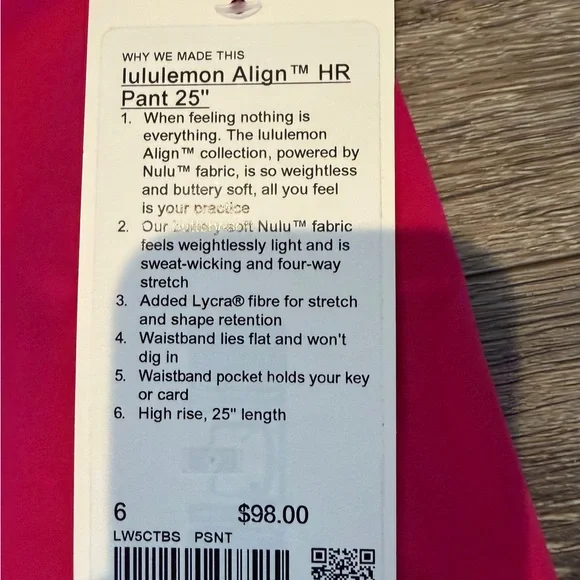 WHY WE MADE THIS
lululemon Align™ HR
Pant 25"
1. When feeling nothing is
everything. The lululemon
Align™ collection, powered by
Nulu™ fabric, is so weightless
and buttery soft, all you feel
is your practice
2. Our buttery-soft Nulu™ fabric
feels weightlessly light and is
sweat-wicking and four-way
stretch
3. Added Lycra® fibre for stretch
and shape retention
4. Waistband lies flat and won't
dig in
5. Waistband pocket holds your key
or card
6. High rise, 25" length
6 $98.00
LW5CTBS PSNT